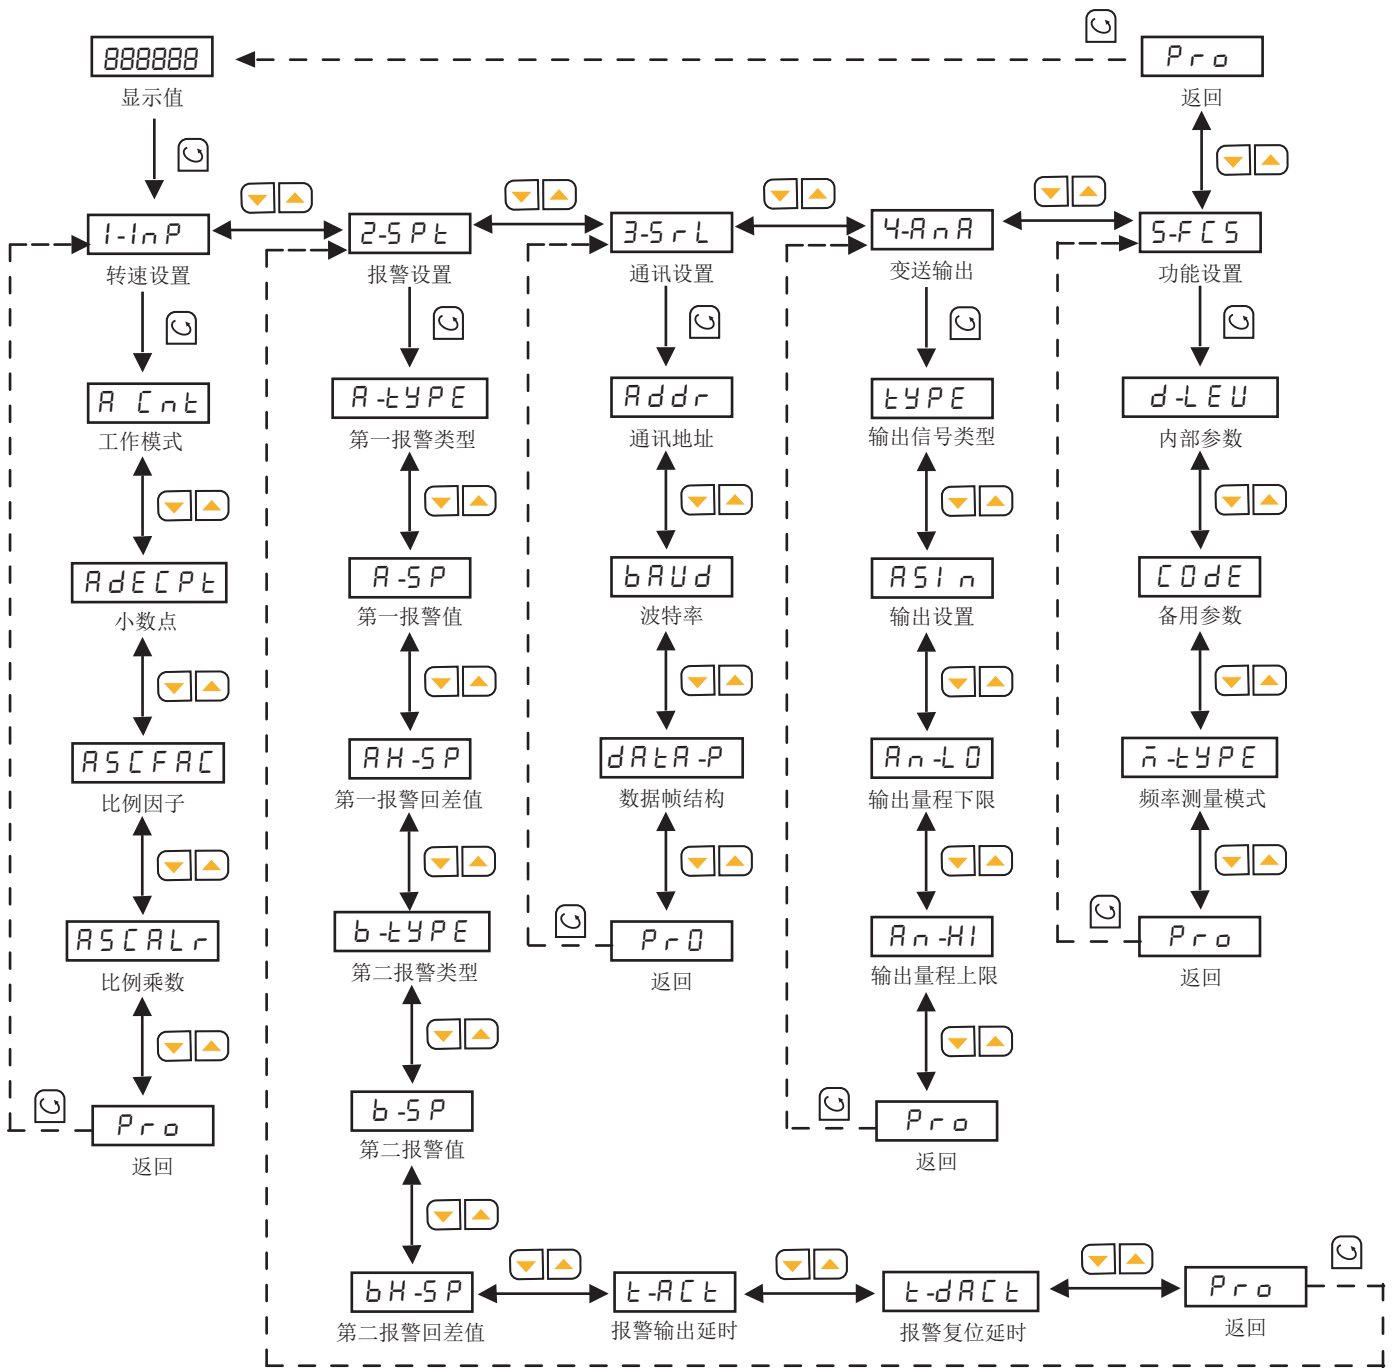 888888
显示值
Pro
返回
1-InP
转速设置
2-SPt
报警设置
3-SrL
通讯设置
4-AnA
变送输出
5-FCS
功能设置
A Cnt
工作模式
AdECPt
小数点
ASCFAC
比例因子
ASCALr
比例乘数
Pro
返回
A-tYPE
第一报警类型
A-SP
第一报警值
AH-SP
第一报警回差值
b-tYPE
第二报警类型
b-SP
第二报警值
bH-SP
第二报警回差值
t-ACt
报警输出延时
t-dACt
报警复位延时
Pro
返回
Addr
通讯地址
bAUd
波特率
dAtA-P
数据帧结构
PrO
返回
tYPE
输出信号类型
ASIn
输出设置
An-LO
输出量程下限
An-HI
输出量程上限
Pro
返回
d-LEU
内部参数
COdE
备用参数
n̄-tYPE
频率测量模式
Pro
返回